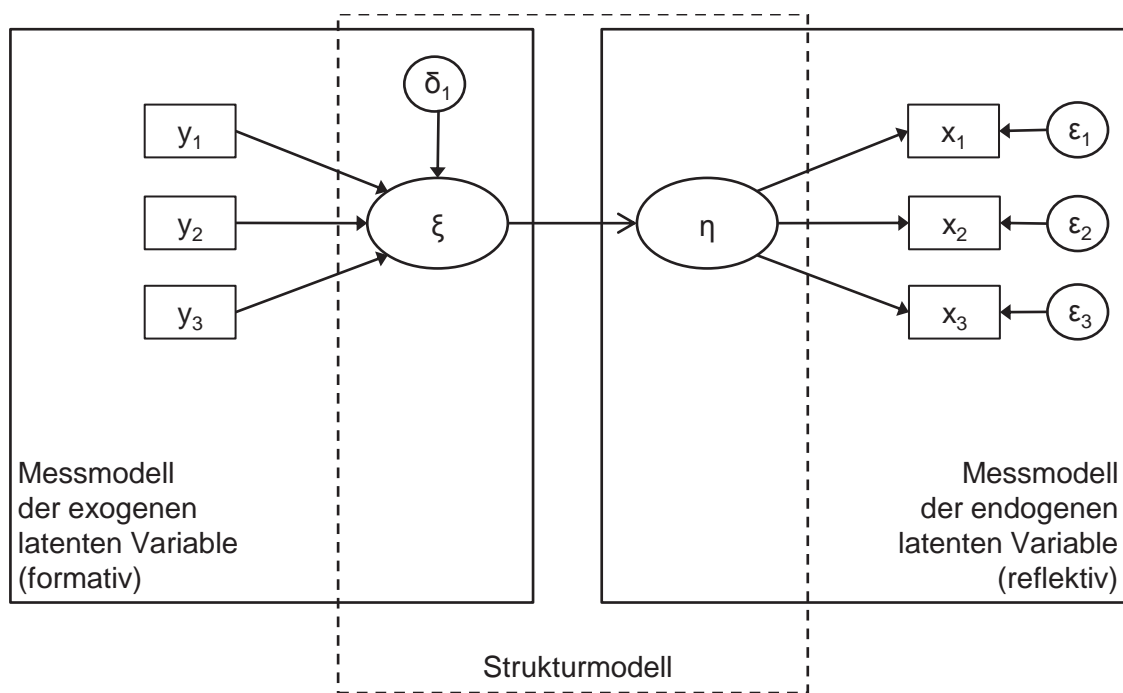 δ1
y1
x1
ε1
y2
ξ
η
x2
ε2
y3
x3
ε3
Messmodell
der exogenen
latenten Variable
(formativ)
Messmodell
der endogenen
latenten Variable
(reflektiv)
Strukturmodell